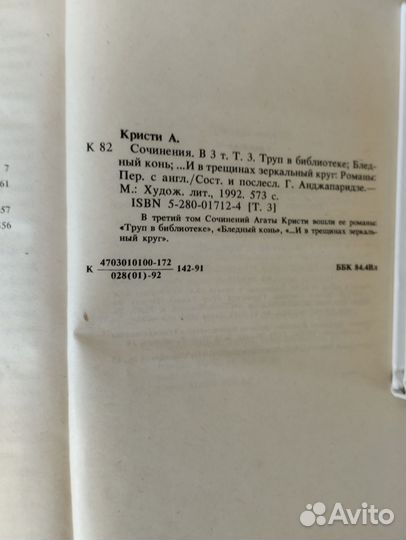 Кристи А.
К 82 Сочинения. В 3 т. Т. 3. Труп в библиотеке; Блед-
ный конь; ...И в трещинах зеркальный круг: Романы:
Пер. с англ./Сост. и послесл. Г. Анджапаридзе.—
М.: Худож. лит., 1992. 573 с.
ISBN 5-280-01712-4 [Т. 3]
В третий том Сочинений Агаты Кристи вошли ее романы:
«Труп в библиотеке», «Бледный конь», «...И в трещинах зеркаль-
ный круг».
К 4703010100-172 142-91 ББК 84.4Ил
028(01)-92
7
61
57
56
Avito